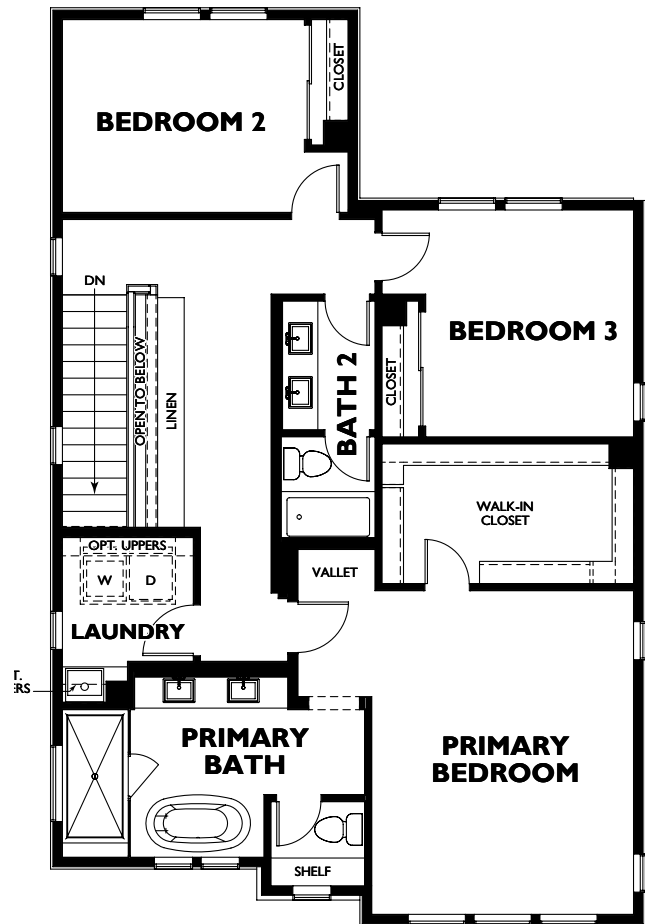 CLOSET
BEDROOM 2
DN
BEDROOM 3
OPEN TO BELOW
LINEN
BATH 2
CLOSET
WALK-IN
CLOSET
OPT. UPPERS
VALLET
W
D
LAUNDRY
T.
ERS
PRIMARY
BATH
PRIMARY
BEDROOM
SHELF